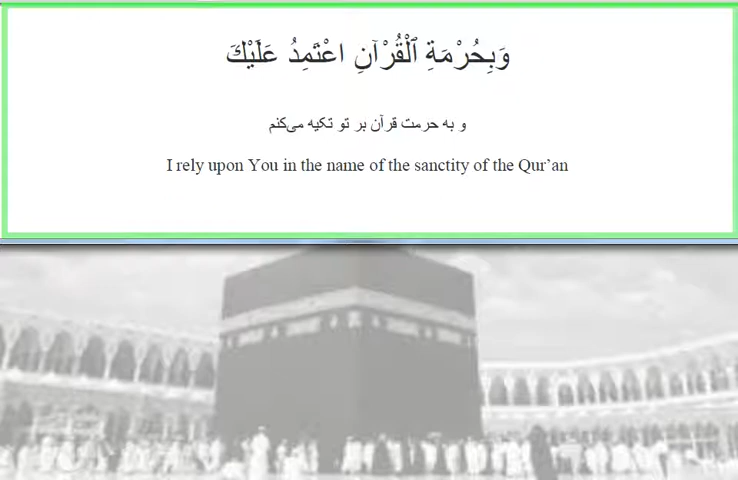 وَبِحُرْمَةِ ٱلْقُرْآنِ اعْتَمِدُ عَلَيْكَ
و به حرمت قرآن بر تو تکیه می‌کنم
I rely upon You in the name of the sanctity of the Qur’an